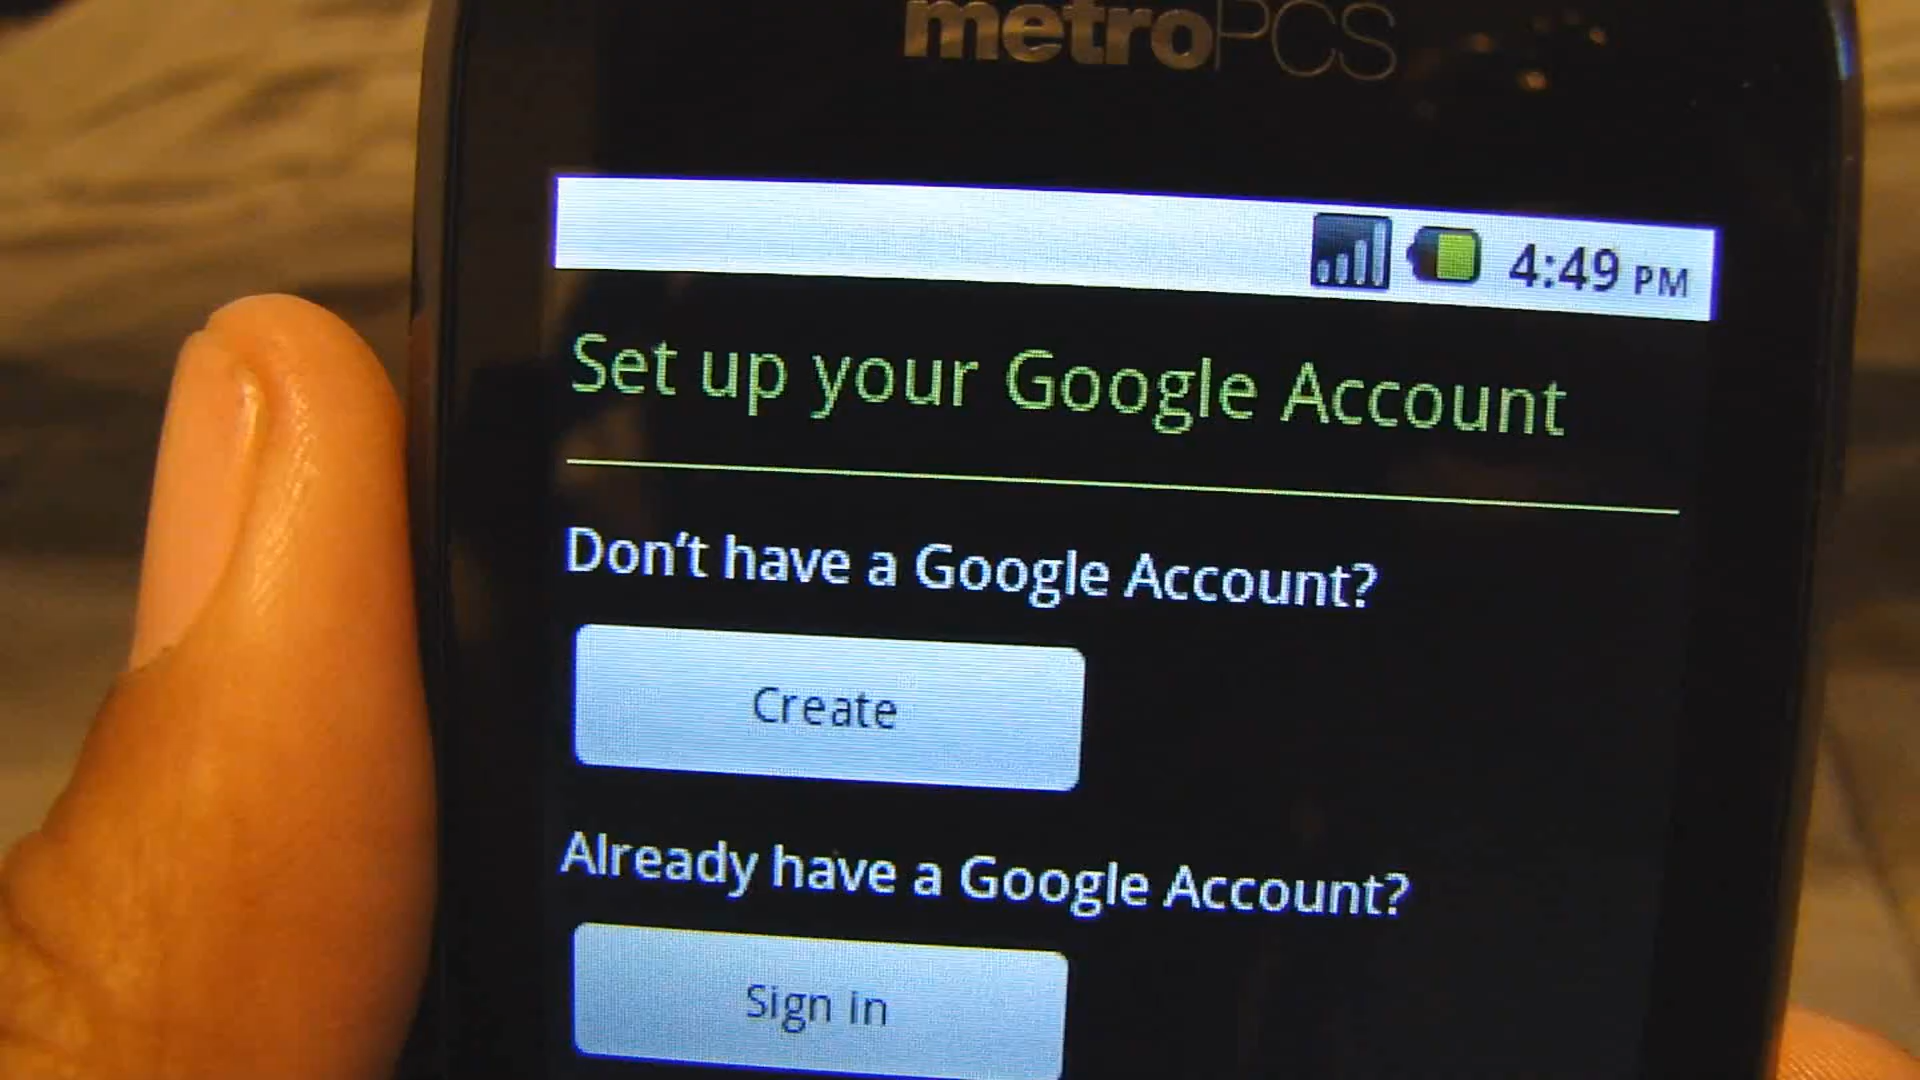 metroPCS
4:49 PM
Set up your Google Account
Don't have a Google Account?
Create
Already have a Google Account?
Sign in